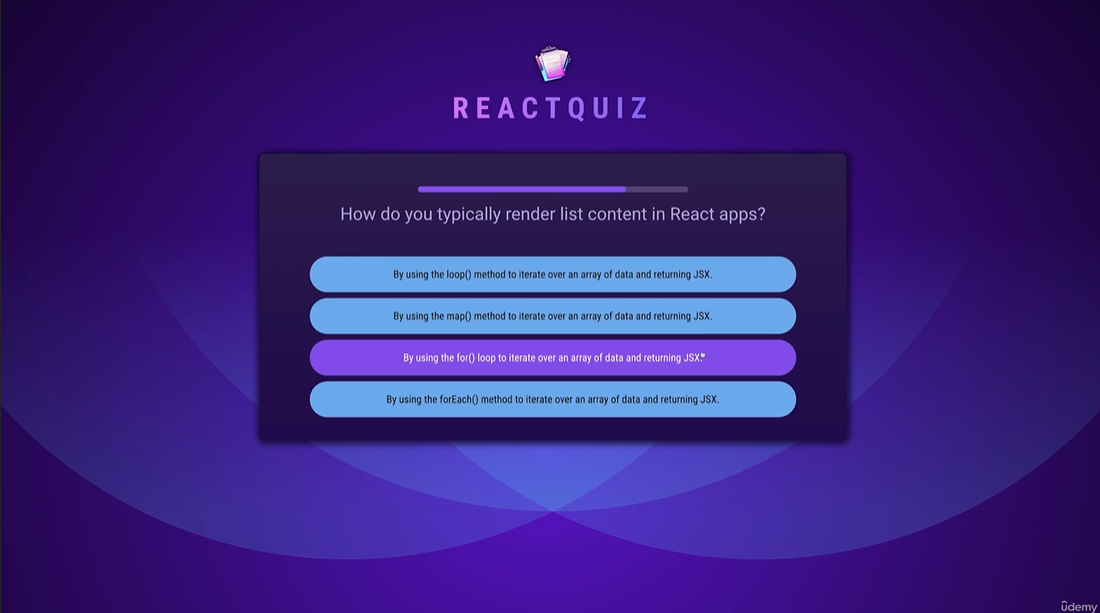 REACTQUIZ
How do you typically render list content in React apps?
By using the loop() method to iterate over an array of data and returning JSX.
By using the map() method to iterate over an array of data and returning JSX.
By using the for() loop to iterate over an array of data and returning JSX.
By using the forEach() method to iterate over an array of data and returning JSX.
ûdemy